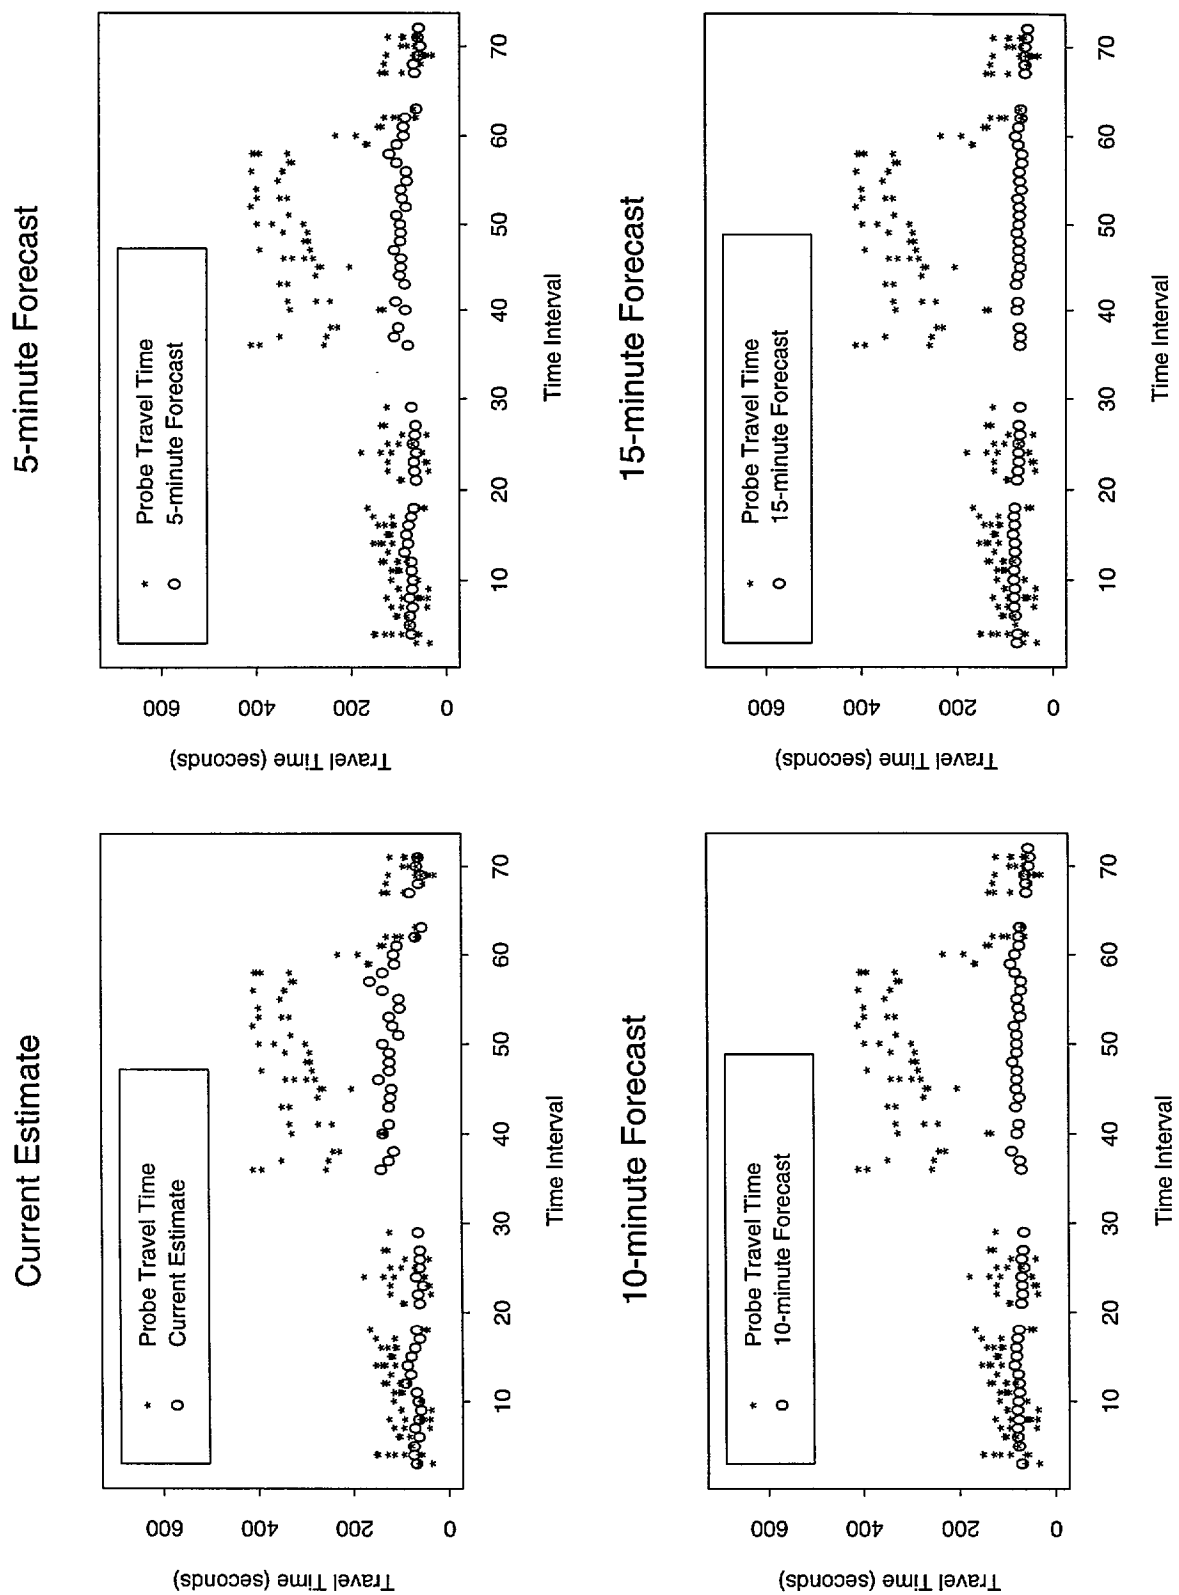 Current Estimate
Travel Time (seconds)
0
200
400
600
* Probe Travel Time
o Current Estimate
10
20
30
40
50
60
70
Time Interval
5-minute Forecast
Travel Time (seconds)
0
200
400
600
* Probe Travel Time
o 5-minute Forecast
10
20
30
40
50
60
70
Time Interval
10-minute Forecast
Travel Time (seconds)
0
200
400
600
* Probe Travel Time
o 10-minute Forecast
10
20
30
40
50
60
70
Time Interval
15-minute Forecast
Travel Time (seconds)
0
200
400
600
* Probe Travel Time
o 15-minute Forecast
10
20
30
40
50
60
70
Time Interval